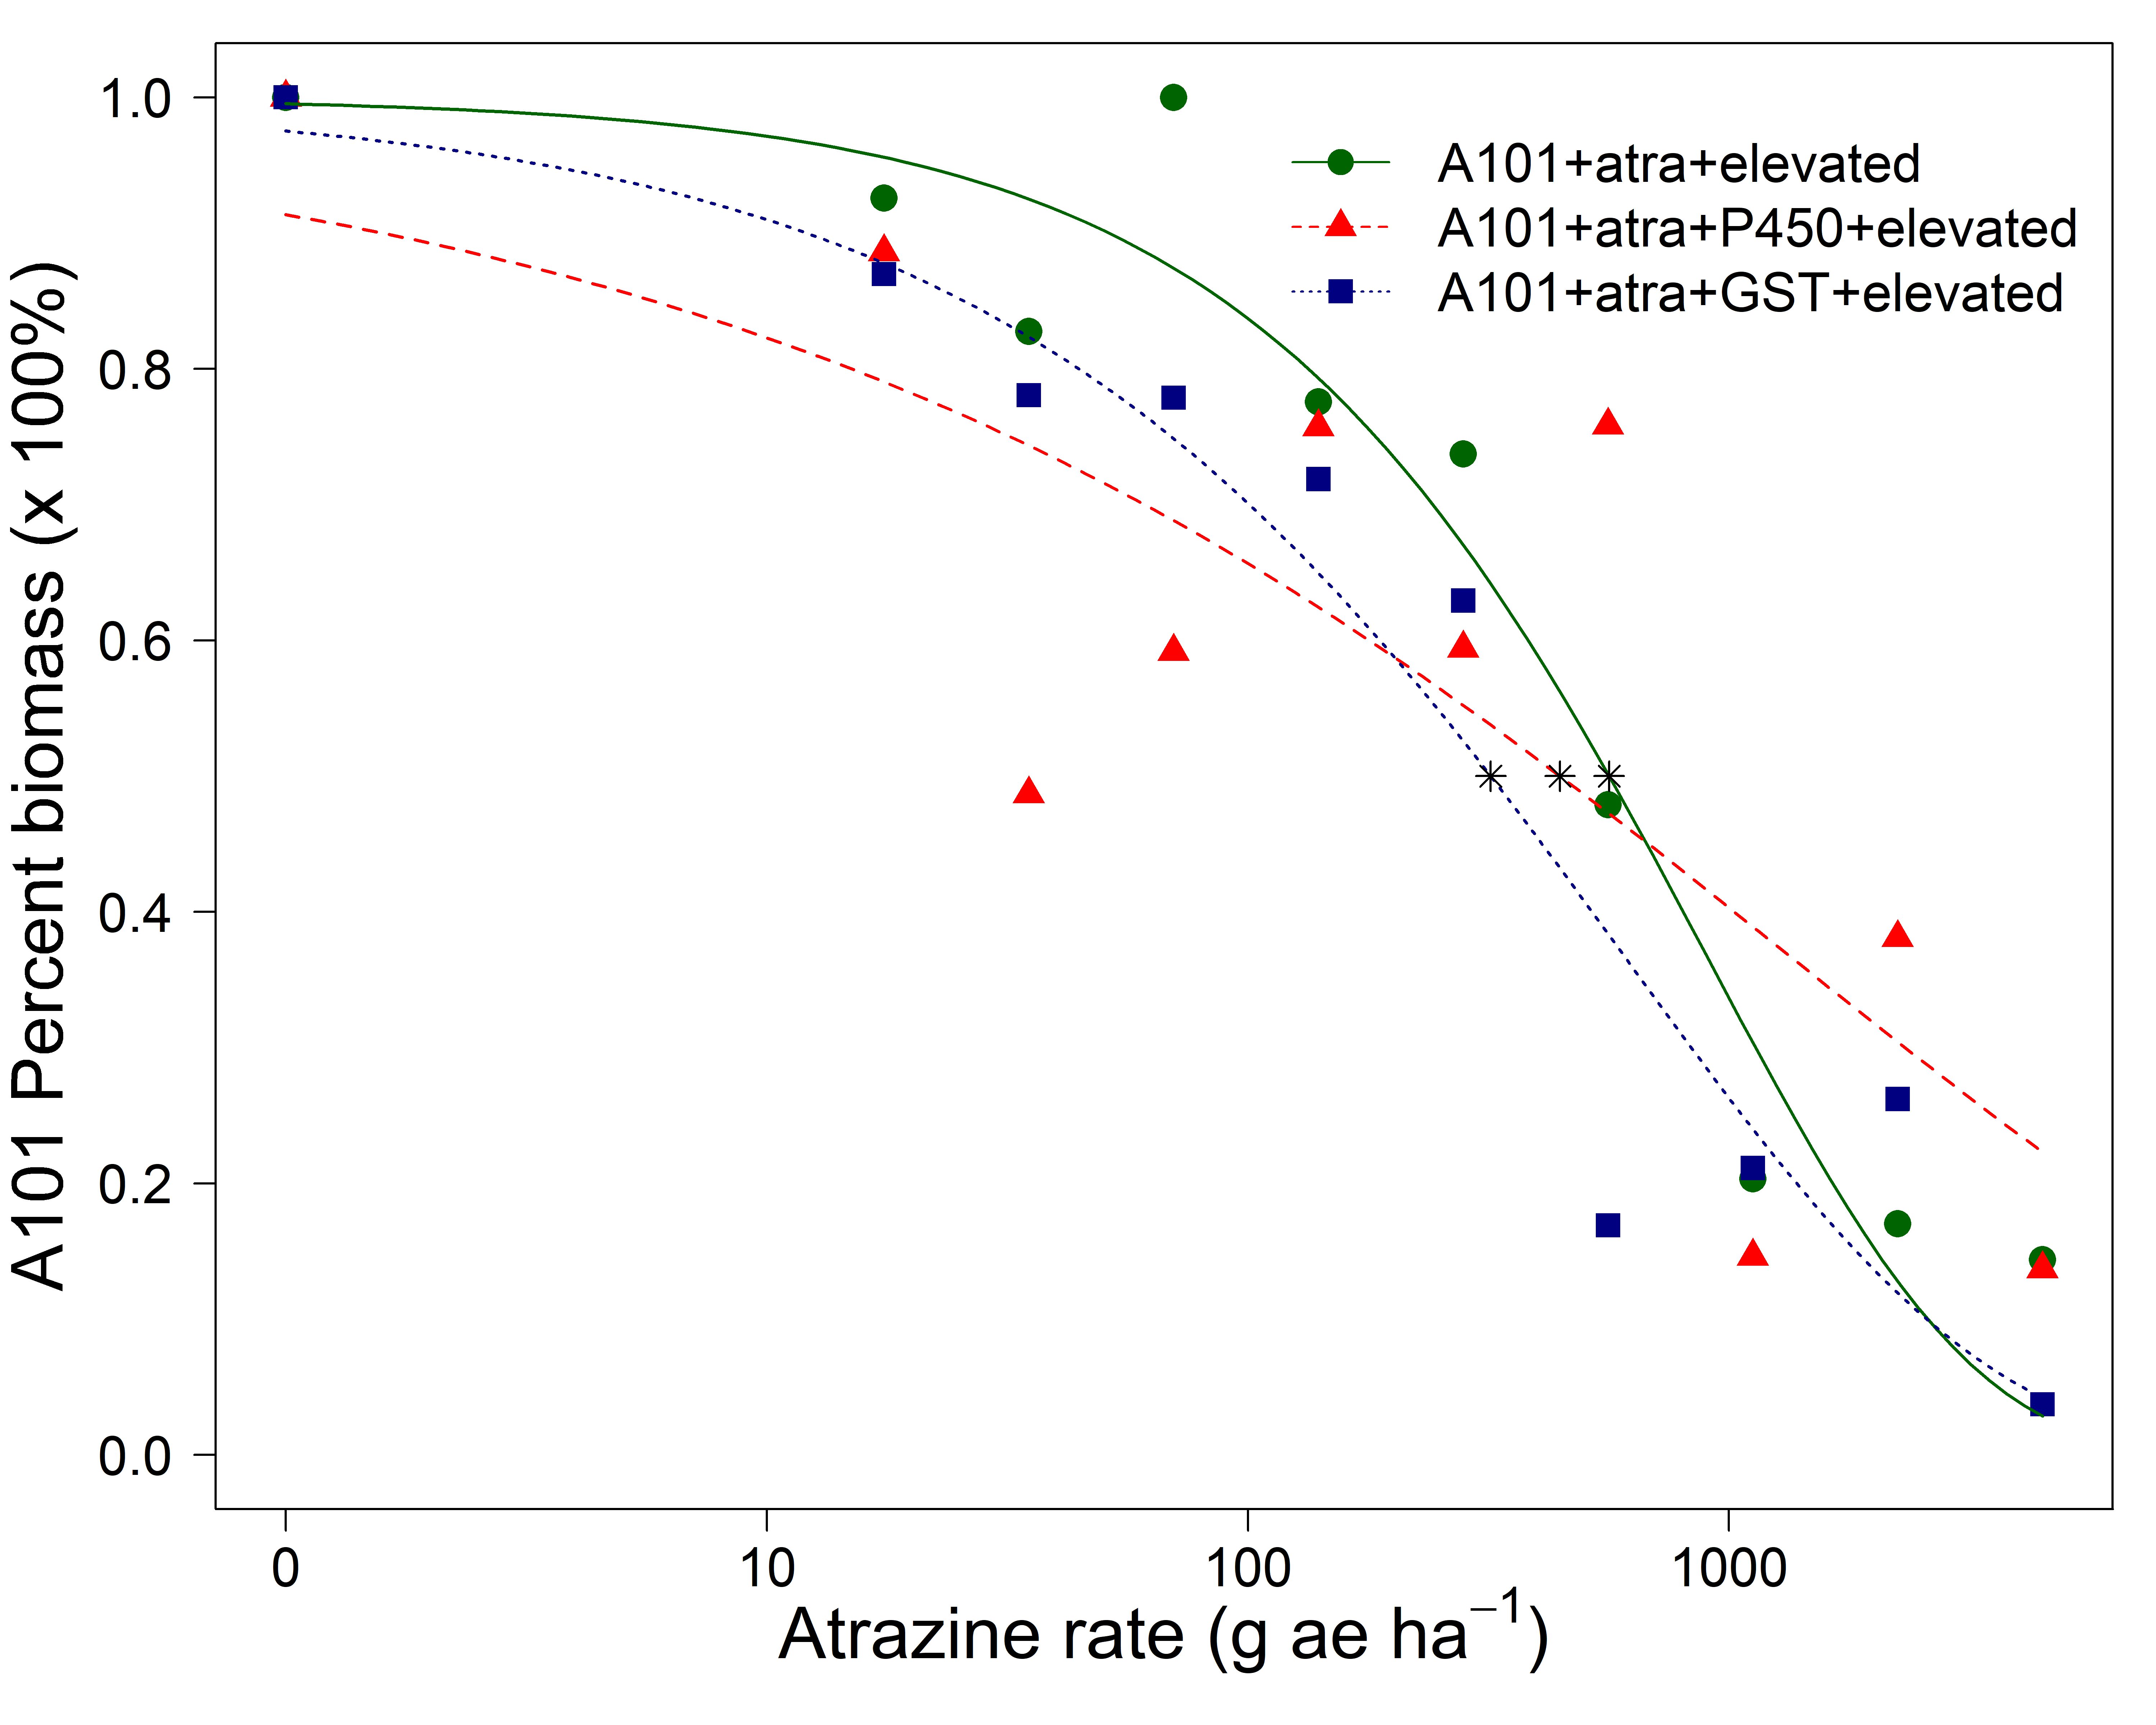 A101 Percent biomass (x 100%)
1.0
0.8
0.6
0.4
0.2
0.0
A101+atra+elevated
A101+atra+P450+elevated
A101+atra+GST+elevated
0 10 100 1000
Atrazine rate (g ae ha⁻¹)